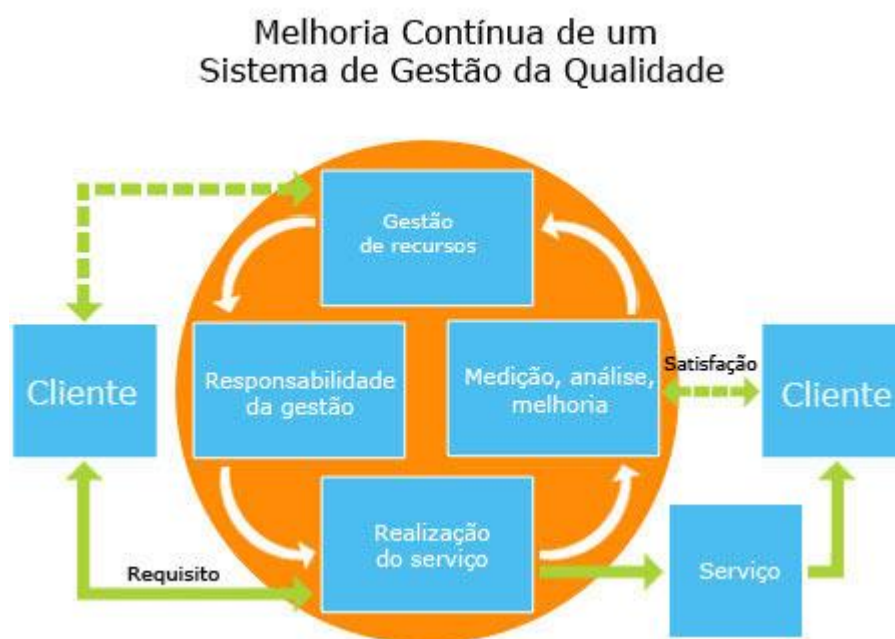 Melhoria Contínua de um
Sistema de Gestão da Qualidade
Gestão
de recursos
Cliente
Responsabilidade
da gestão
Medição, análise,
melhoria
Satisfação
Cliente
Requisito
Realização
do serviço
Serviço